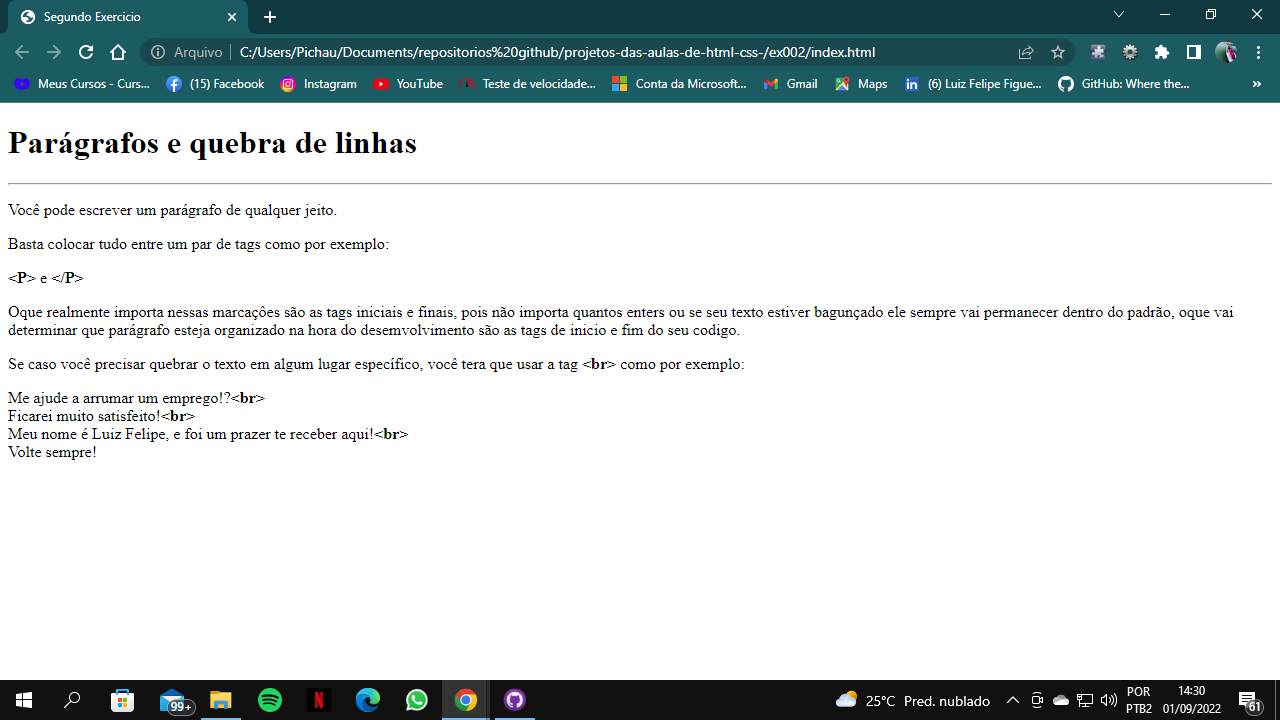 Segundo Exercicio
Arquivo
C:/Users/Pichau/Documents/repositorios%20github/projetos-das-aulas-de-html-css-/ex002/index.html
Meus Cursos - Curs...
(15) Facebook
Instagram
YouTube
Teste de velocidade...
Conta da Microsoft...
Gmail
Maps
(6) Luiz Felipe Figue...
GitHub: Where the...
»
Parágrafos e quebra de linhas
Você pode escrever um parágrafo de qualquer jeito.
Basta colocar tudo entre um par de tags como por exemplo:
<P> e </P>
Oque realmente importa nessas marcações são as tags iniciais e finais, pois não importa quantos enters ou se seu texto estiver bagunçado ele sempre vai permanecer dentro do padrão, oque vai
determinar que parágrafo esteja organizado na hora do desemvolvimento são as tags de inicio e fim do seu codigo.
Se caso você precisar quebrar o texto em algum lugar específico, você tera que usar a tag <br> como por exemplo:
Me ajude a arrumar um emprego!?<br>
Ficarei muito satisfeito!<br>
Meu nome é Luiz Felipe, e foi um prazer te receber aqui!<br>
Volte sempre!
99+
N
25°C Pred. nublado
POR
PTB2
14:30
01/09/2022
61